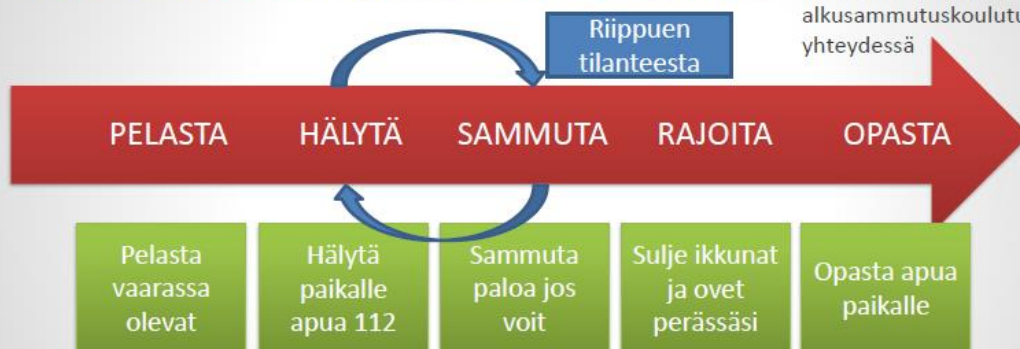 alkusammutuskoulutu
yhteydessä
Riippuen
tilanteesta
PELASTA
HÄLYTÄ
SAMMUTA
RAJOITA
OPASTA
Pelasta
vaarassa
olevat
Hälytä
paikalle
apua 112
Sammuta
paloa jos
voit
Sulje ikkunat
ja ovet
perässäsi
Opasta apua
paikalle